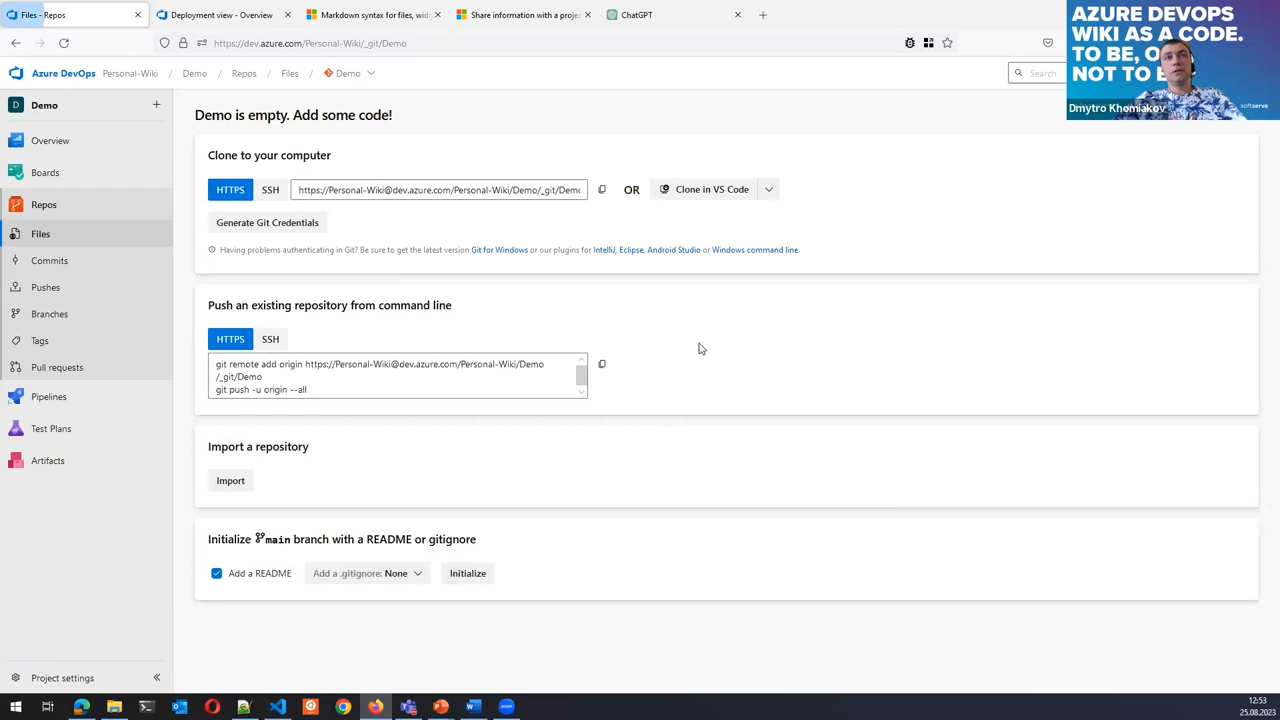 Files - Repos
Deployment view - Overview
Markdown syntax for files, widg
Share information with a proje
ChatGPT
https://dev.azure.com/Personal-Wiki/_git/Demo
Azure DevOps Personal-Wiki / Demo / Repos / Files / Demo
Search
AZURE DEVOPS
WIKI AS A CODE.
TO BE, O
NOT TO
Dmytro Khomiakov
softserve
D Demo
Overview
Boards
Repos
Files
Commits
Pushes
Branches
Tags
Pull requests
Pipelines
Test Plans
Artifacts
Project settings
Demo is empty. Add some code!
Clone to your computer
HTTPS SSH https://Personal-Wiki@dev.azure.com/Personal-Wiki/Demo/_git/Demo OR Clone in VS Code
Generate Git Credentials
Having problems authenticating in Git? Be sure to get the latest version Git for Windows or our plugins for IntelliJ, Eclipse, Android Studio or Windows command line.
Push an existing repository from command line
HTTPS SSH
git remote add origin https://Personal-Wiki@dev.azure.com/Personal-Wiki/Demo
/_git/Demo
git push -u origin --all
Import a repository
Import
Initialize main branch with a README or gitignore
Add a README Add a .gitignore: None Initialize
12:53
25.08.2023